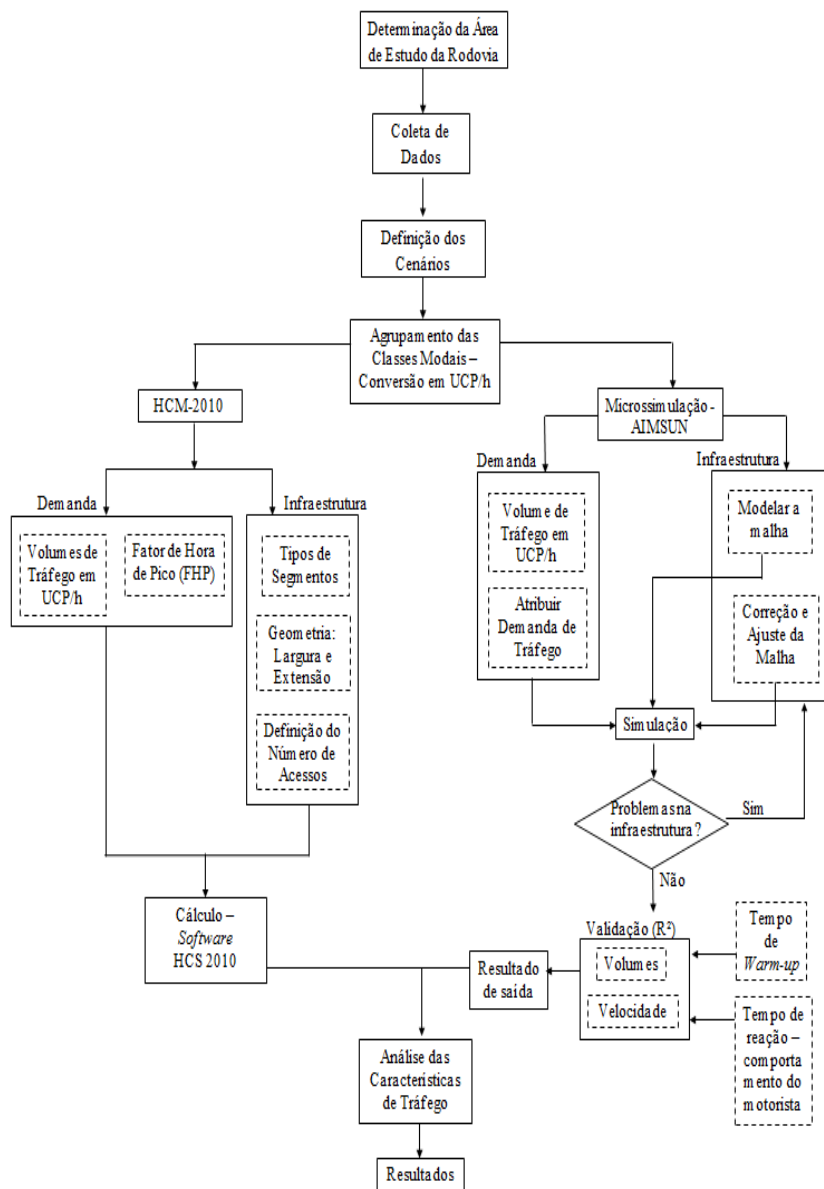 Determinação da Área
de Estudo da Rodovia
Coleta de
Dados
Definição dos
Cenários
Agrupamento das
Classes Modais –
Conversão em UCP/h
HCM-2010
Demanda
Volumes de
Tráfego em
UCP/h
Fator de Hora
de Pico (FHP)
Infraestrutura
Tipos de
Segmentos
Geometria:
Largura e
Extensão
Definição do
Número de
Acessos
Cálculo –
Software
HCS 2010
Microssimulação -
AIMSUN
Demanda
Volume de
Tráfego em
UCP/h
Atribuir
Demanda de
Tráfego
Infraestrutura
Modelar a
malha
Correção e
Ajuste da
Malha
Simulação
Problemas na
infraestrutura?
Sim
Não
Validação (R²)
Volumes
Velocidade
Tempo
de
Warm-up
Tempo de
reação –
comporta
mento do
motorista
Resultado
de saída
Análise das
Características
de Tráfego
Resultados